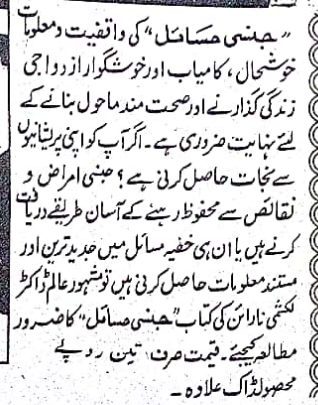 ”جنسی مسائل“ کی واقفیت و معلومات
خوشحال، کامیاب اور خوشگوار ازدواجی
زندگی گذارنے اور صحت مند ماحول بنانے کے
لئے نہایت ضروری ہے۔ اگر آپ کو اپنی پریشانیوں
سے نجات حاصل کرنی ہے؟ جنسی امراض و
نقائص سے محفوظ رہنے کے آسان طریقے دریافت
کرنے ہیں یا ان ہی خفیہ مسائل میں جدید ترین اور
مستند معلومات حاصل کرنی ہیں تو مشہور عالم ڈاکٹر
لکشمی نارائن کی کتاب ”جنسی مسائل“ کا ضرور
مطالعہ کیجئے۔ قیمت صرف تین روپے
محصول ڈاک علاوہ۔